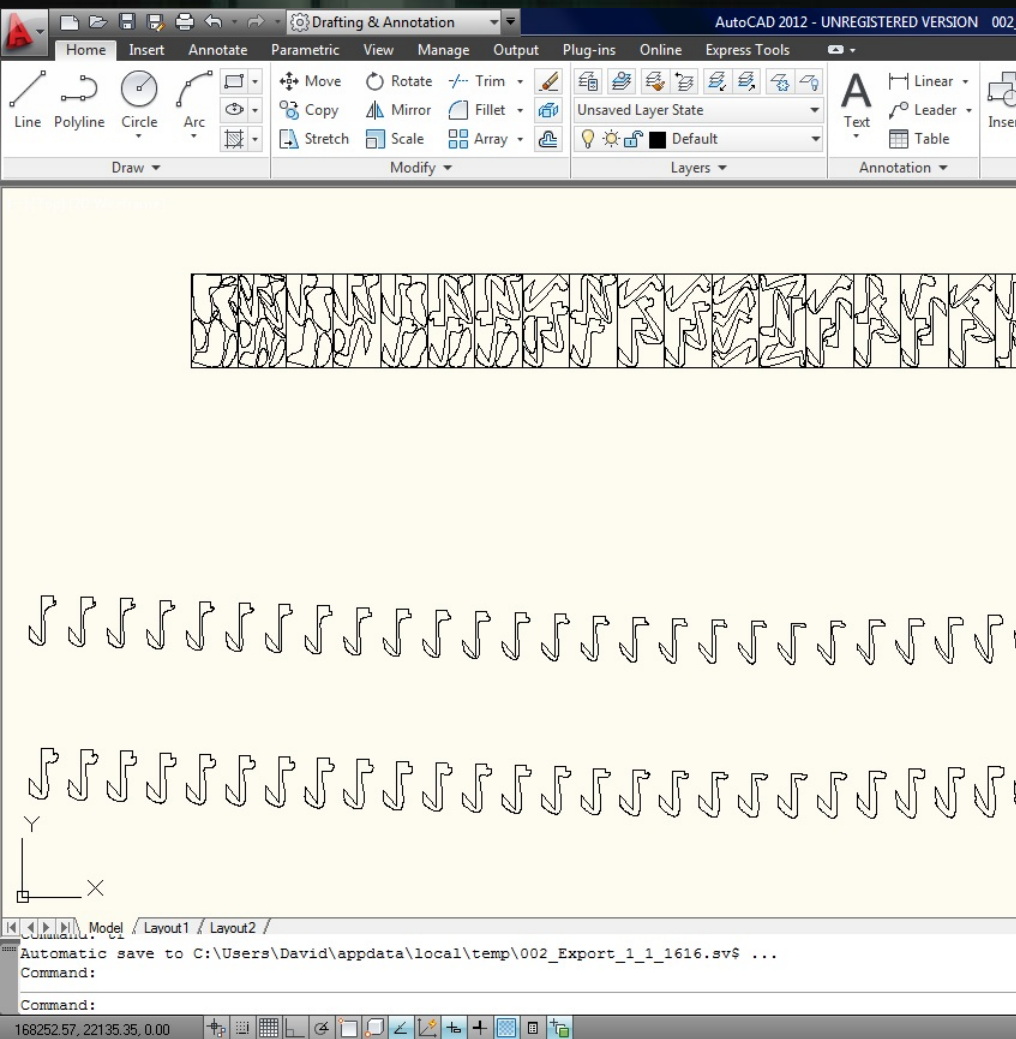 Drafting & Annotation
AutoCAD 2012 - UNREGISTERED VERSION 002_
Home Insert Annotate Parametric View Manage Output Plug-ins Online Express Tools
Move Rotate Trim
Unsaved Layer State
Linear
Copy Mirror Fillet
Leader
Line Polyline Circle Arc
Text
Stretch Scale Array
Default
Table
Draw Modify Layers Annotation
Y
X
Model Layout1 Layout2
Automatic save to C:\Users\David\appdata\local\temp\002_Export_1_1_1616.sv$ ...
Command:
Command:
168252.57, 22135.35, 0.00